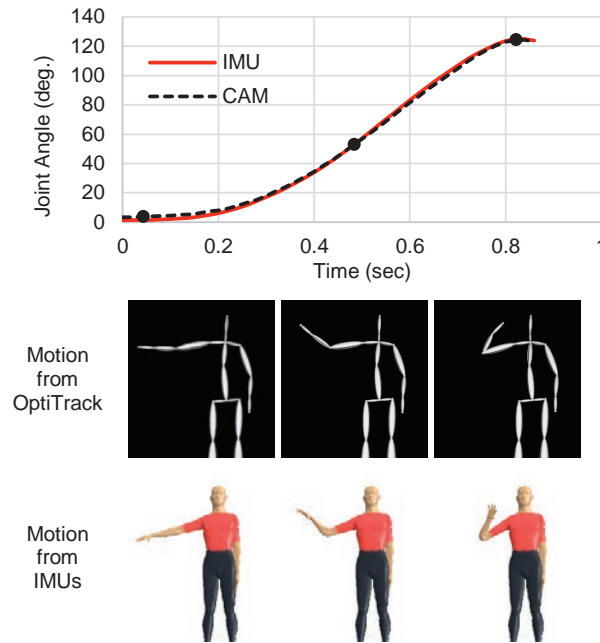 140
120
100
80
60
40
20
0
Joint Angle (deg.)
IMU
CAM
0 0.2 0.4 0.6 0.8 1
Time (sec)
Motion
from
OptiTrack
Motion
from
IMUs